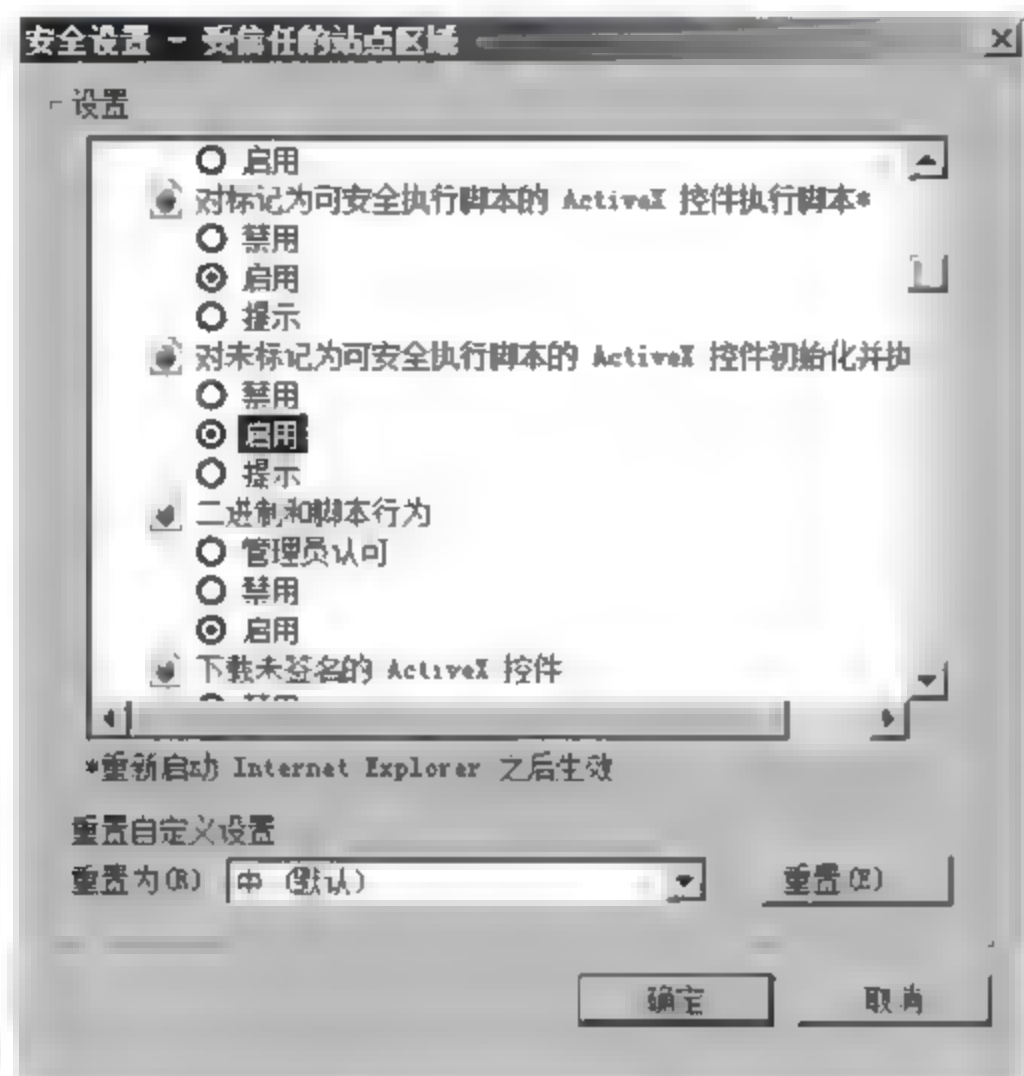 安全设置 - 受信任的站点区域
设置
启用
对标记为可安全执行脚本的 ActiveX 控件执行脚本*
禁用
启用
提示
对未标记为可安全执行脚本的 ActiveX 控件初始化并执
禁用
启用
提示
二进制和脚本行为
管理员认可
禁用
启用
下载未签名的 ActiveX 控件
*重新启动 Internet Explorer 之后生效
重置自定义设置
重置为(R)
中 (默认)
重置(E)
确定
取消